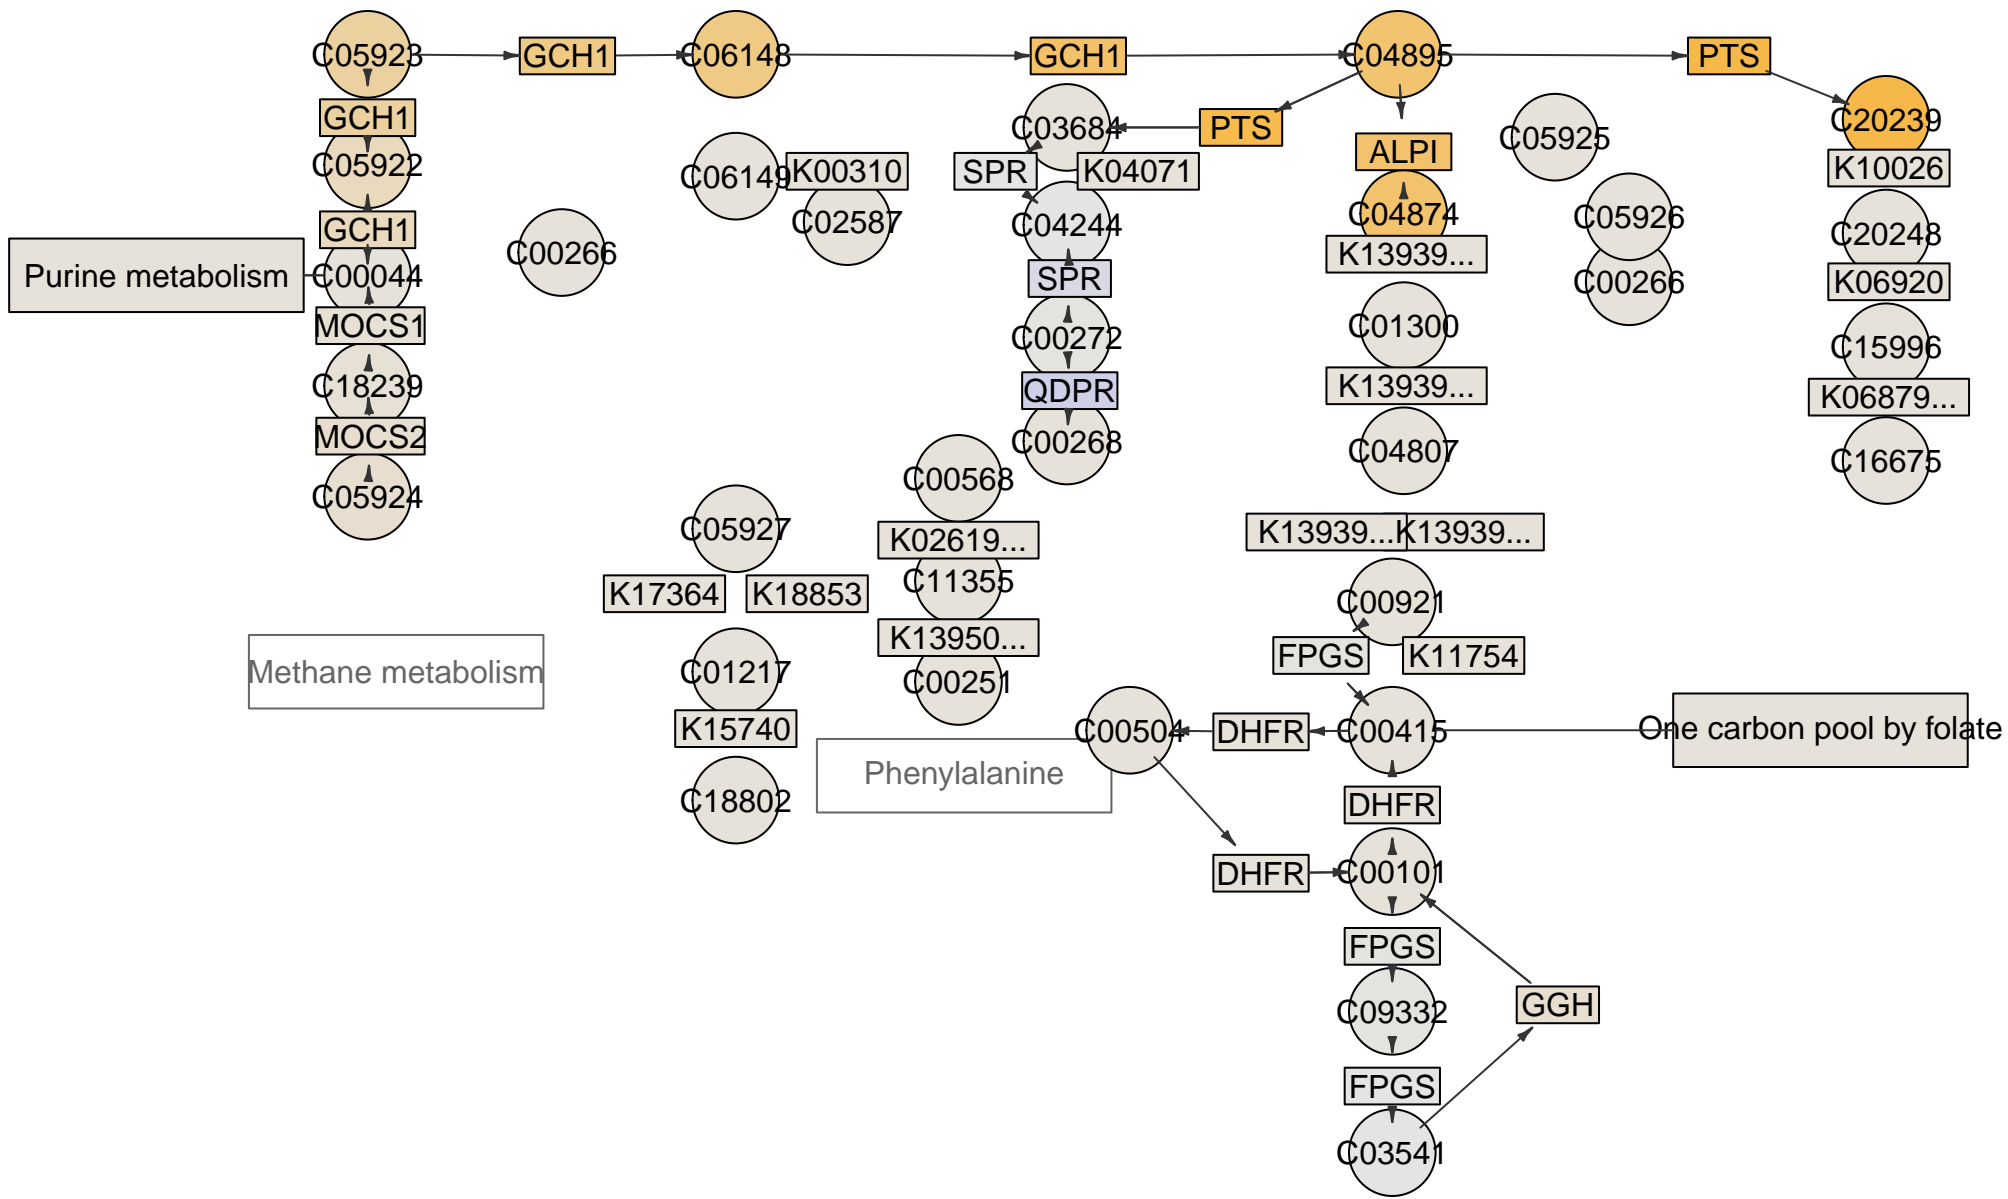 C05923
GCH1
C06148
GCH1
C04895
PTS
GCH1
C03684
PTS
C20239
C05925
ALPI
C05922
SPR
K04071
K10026
C06149
K00310
C04874
C05926
C02587
C04244
GCH1
C20248
C00266
K13939...
Purine metabolism
C00044
SPR
C00266
K06920
MOCS1
C01300
C00272
C15996
C18239
QDPR
K13939...
K06879...
MOCS2
C00268
C04807
C16675
C05924
C00568
C05927
K02619...
K13939...
K13939...
C11355
K17364
K18853
C00921
K13950...
FPGS
K11754
Methane metabolism
C01217
C00251
K15740
C00504
DHFR
C00415
One carbon pool by folate
Phenylalanine
C18802
DHFR
DHFR
C00101
FPGS
C09332
GGH
FPGS
C03541